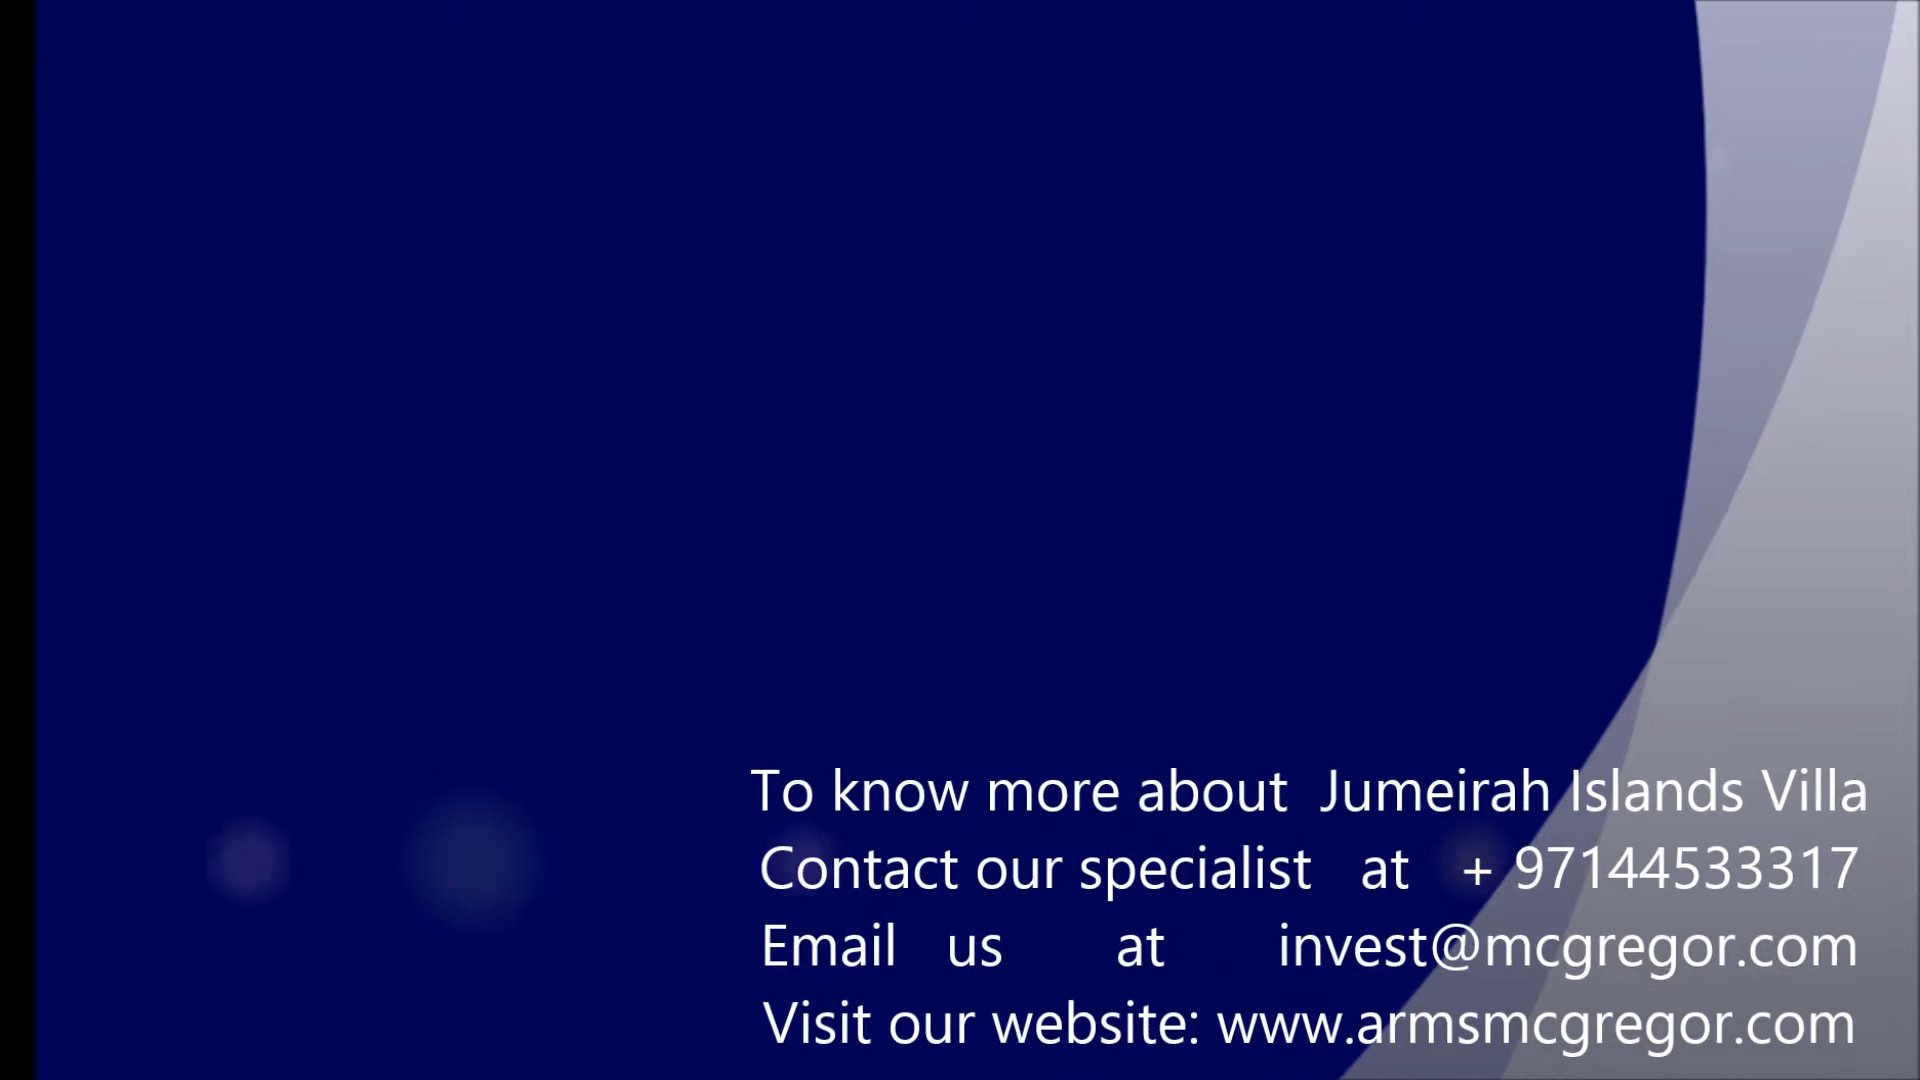 To know more about Jumeirah Islands Villa
Contact our specialist at + 97144533317
Email us at invest@mcgregor.com
Visit our website: www.armsmcgregor.com